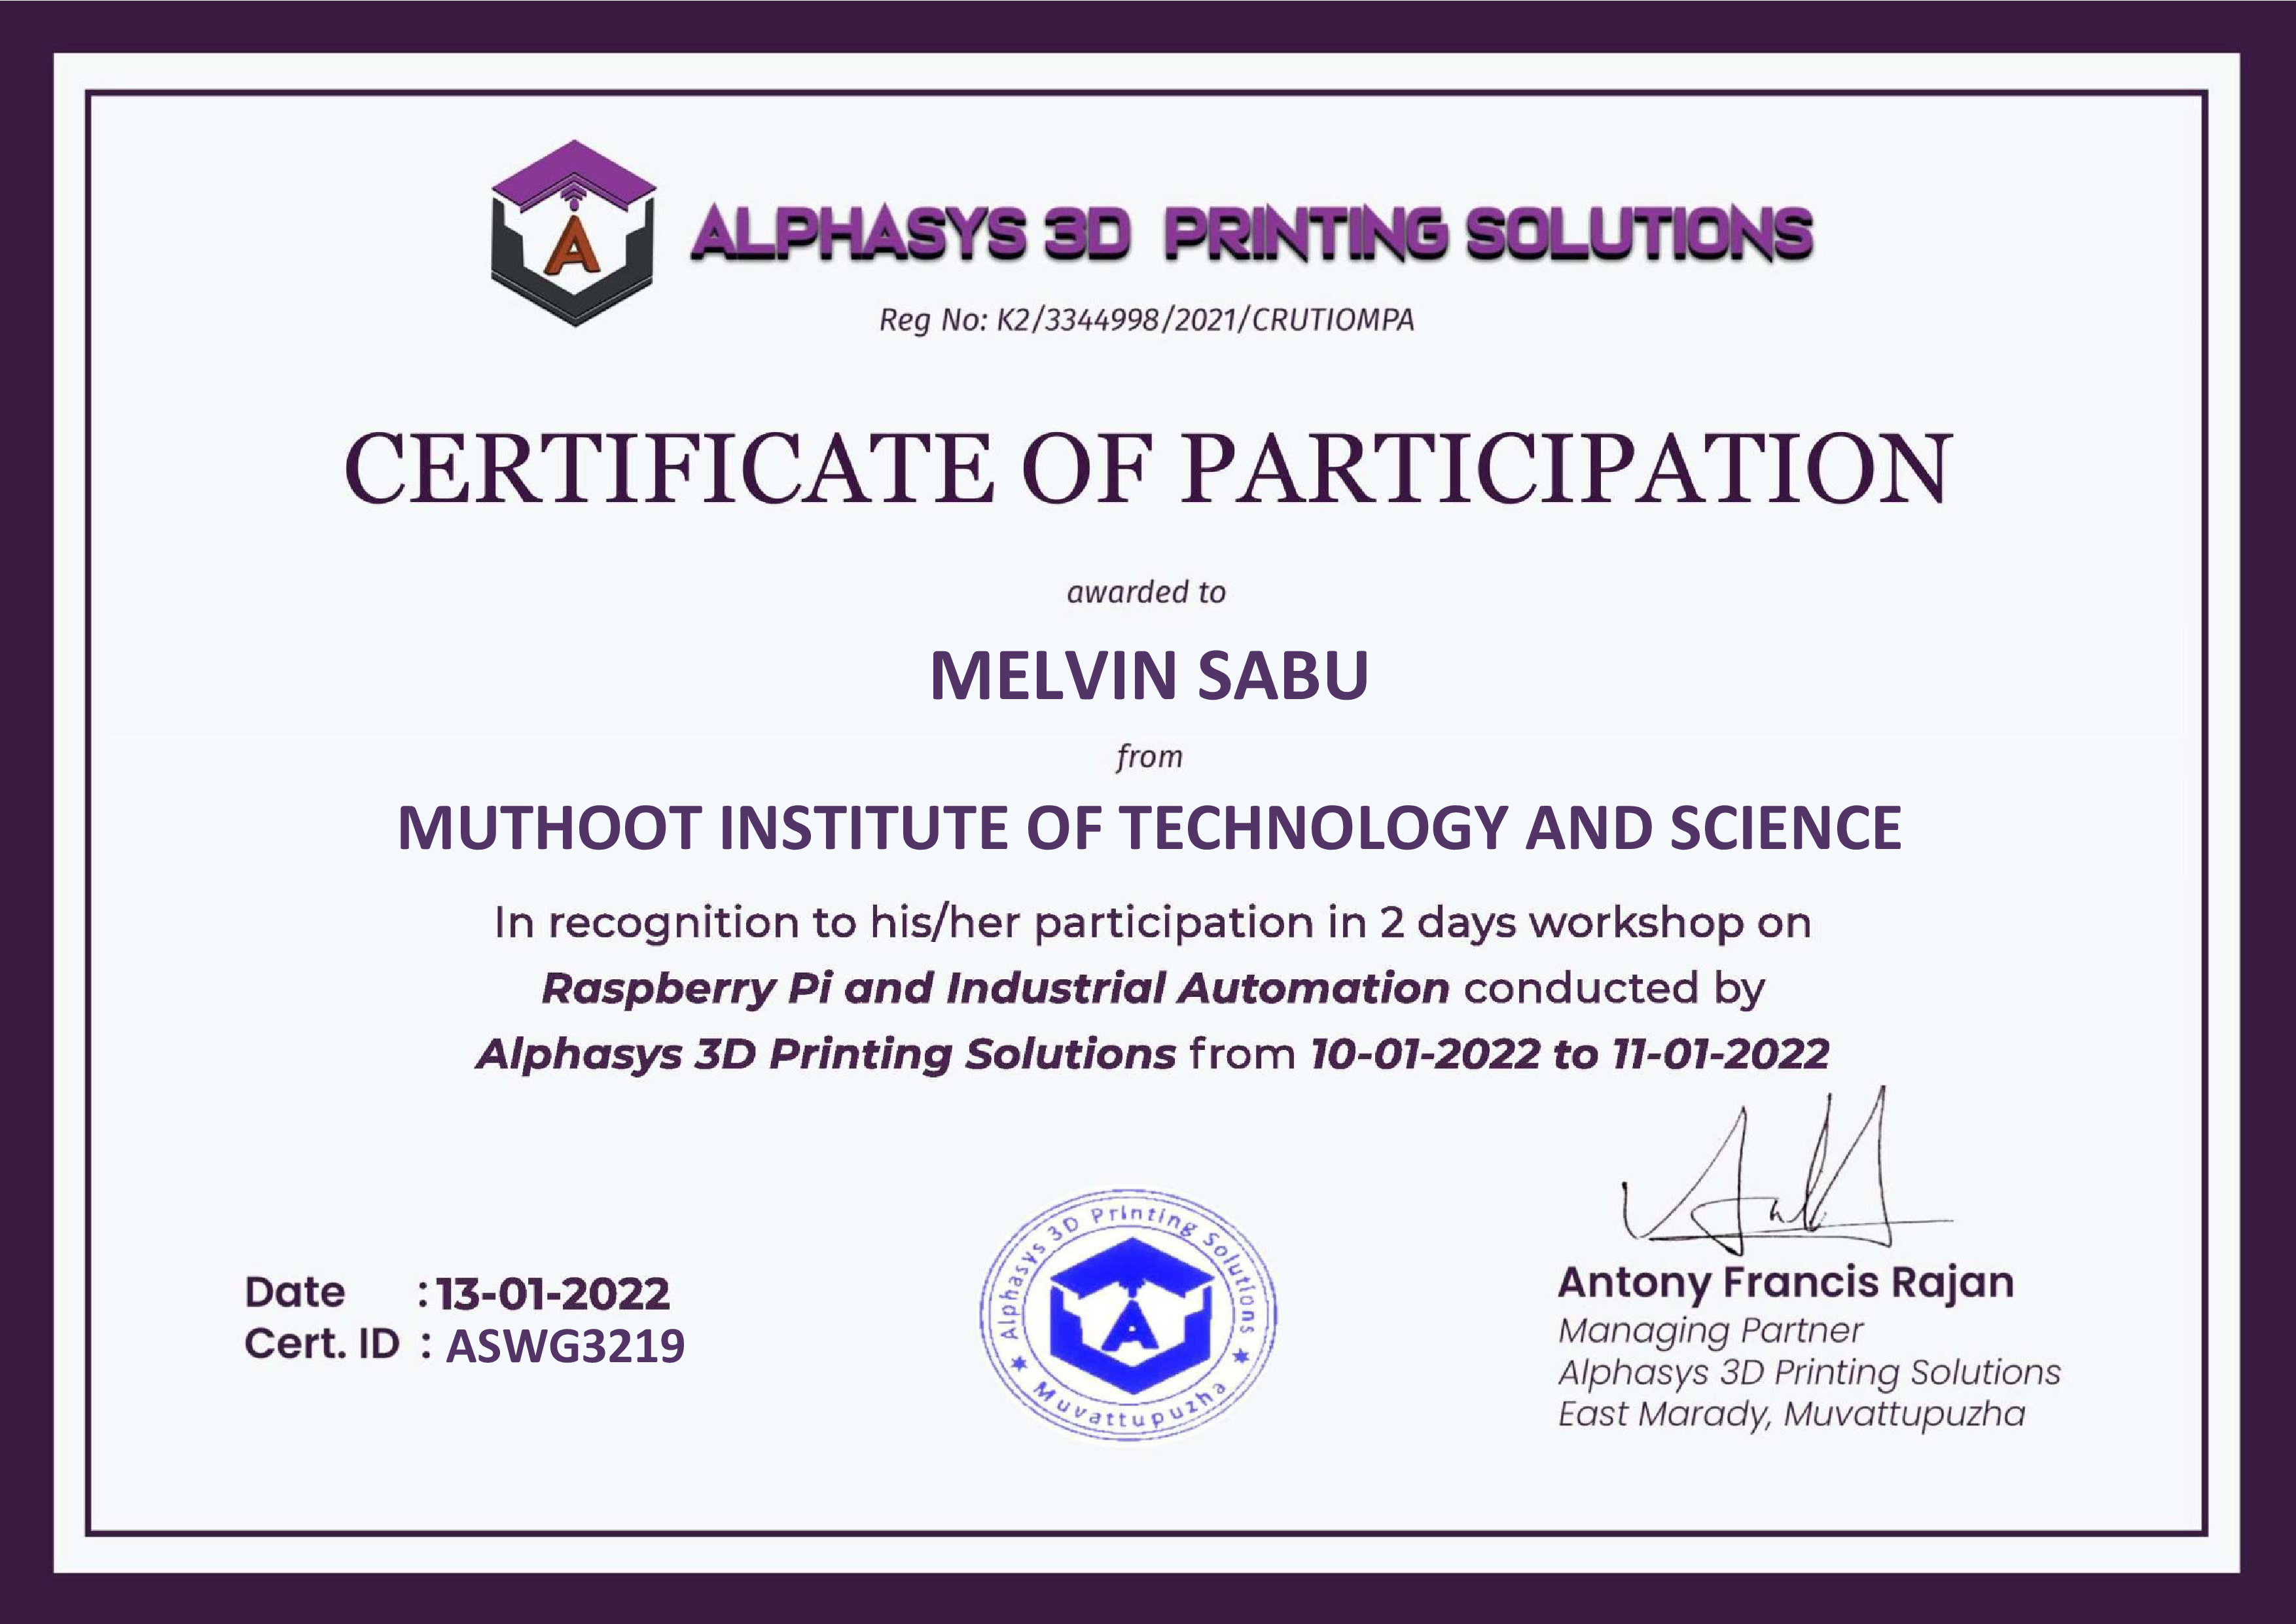 ALPHASYS 3D PRINTING SOLUTIONS
Reg No: K2/3344998/2021/CRUTIOMPA
CERTIFICATE OF PARTICIPATION
awarded to
MELVIN SABU
from
MUTHOOT INSTITUTE OF TECHNOLOGY AND SCIENCE
In recognition to his/her participation in 2 days workshop on
Raspberry Pi and Industrial Automation conducted by
Alphasys 3D Printing Solutions from 10-01-2022 to 11-01-2022
Date : 13-01-2022
Cert. ID : ASWG3219
A
Alphasys 3D Printing Solutions
A
Muvattupuzha
Antony Francis Rajan
Managing Partner
Alphasys 3D Printing Solutions
East Marady, Muvattupuzha